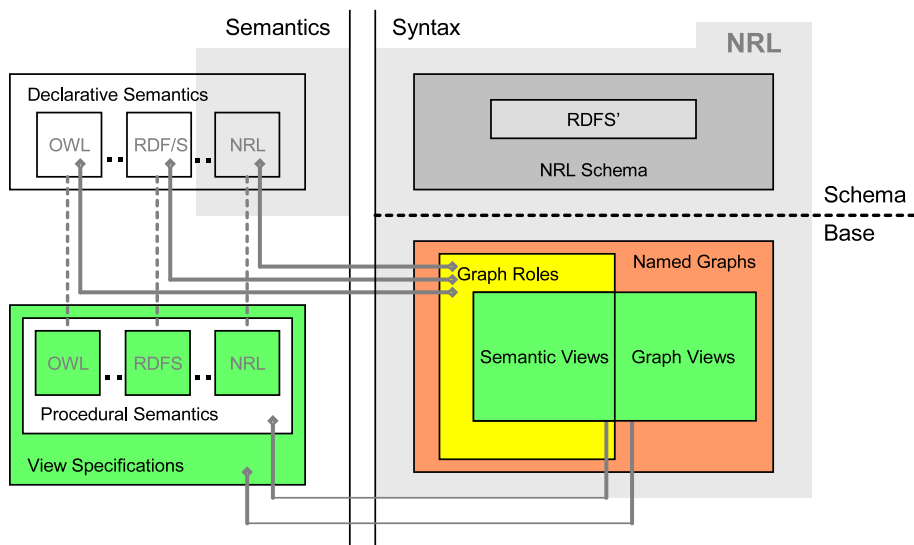 Semantics
Syntax
NRL
Declarative Semantics
OWL
RDF/S
NRL
RDFS’
NRL Schema
Schema
Base
Graph Roles
Named Graphs
Semantic Views
Graph Views
OWL
RDFS
NRL
Procedural Semantics
View Specifications